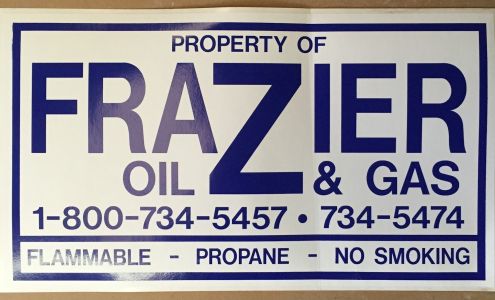 PROPERTY OF
FRAZIER
OIL & GAS
1-800-734-5457 • 734-5474
FLAMMABLE - PROPANE - NO SMOKING